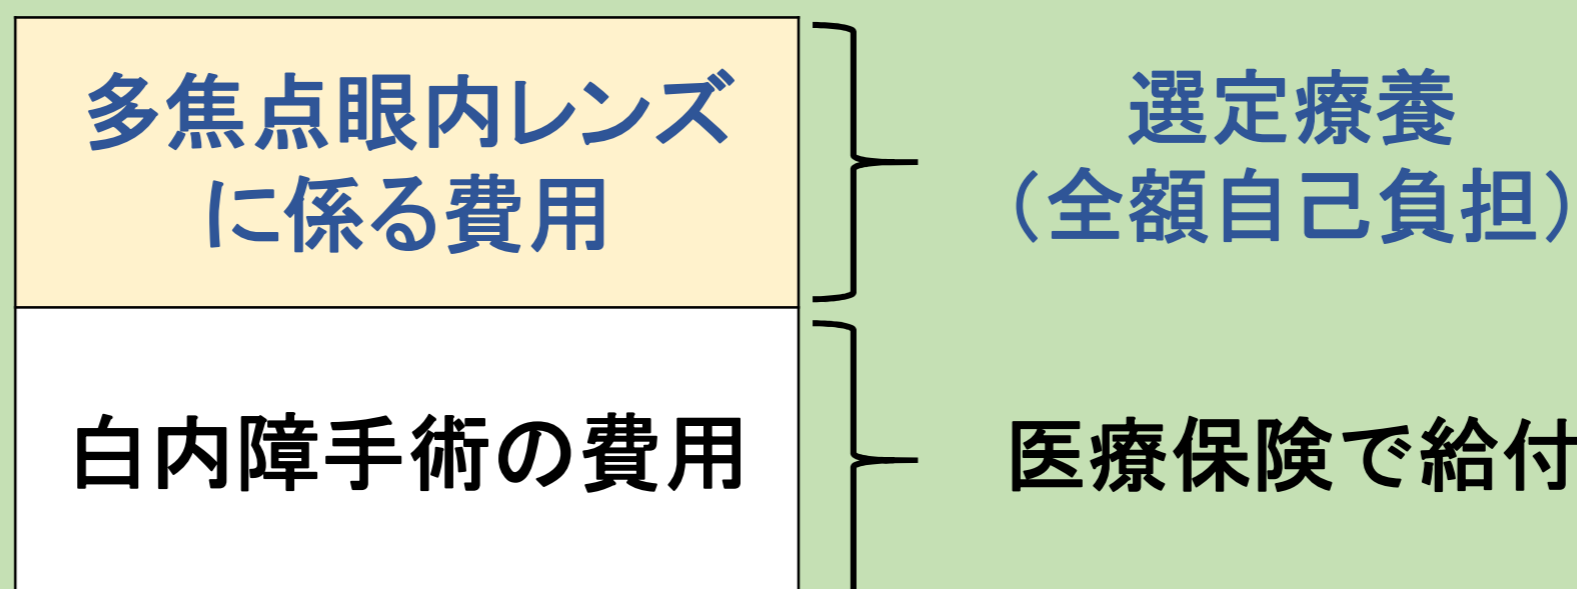 多焦点眼内レンズ
に係る費用
選定療養
（全額自己負担）
白内障手術の費用
医療保険で給付